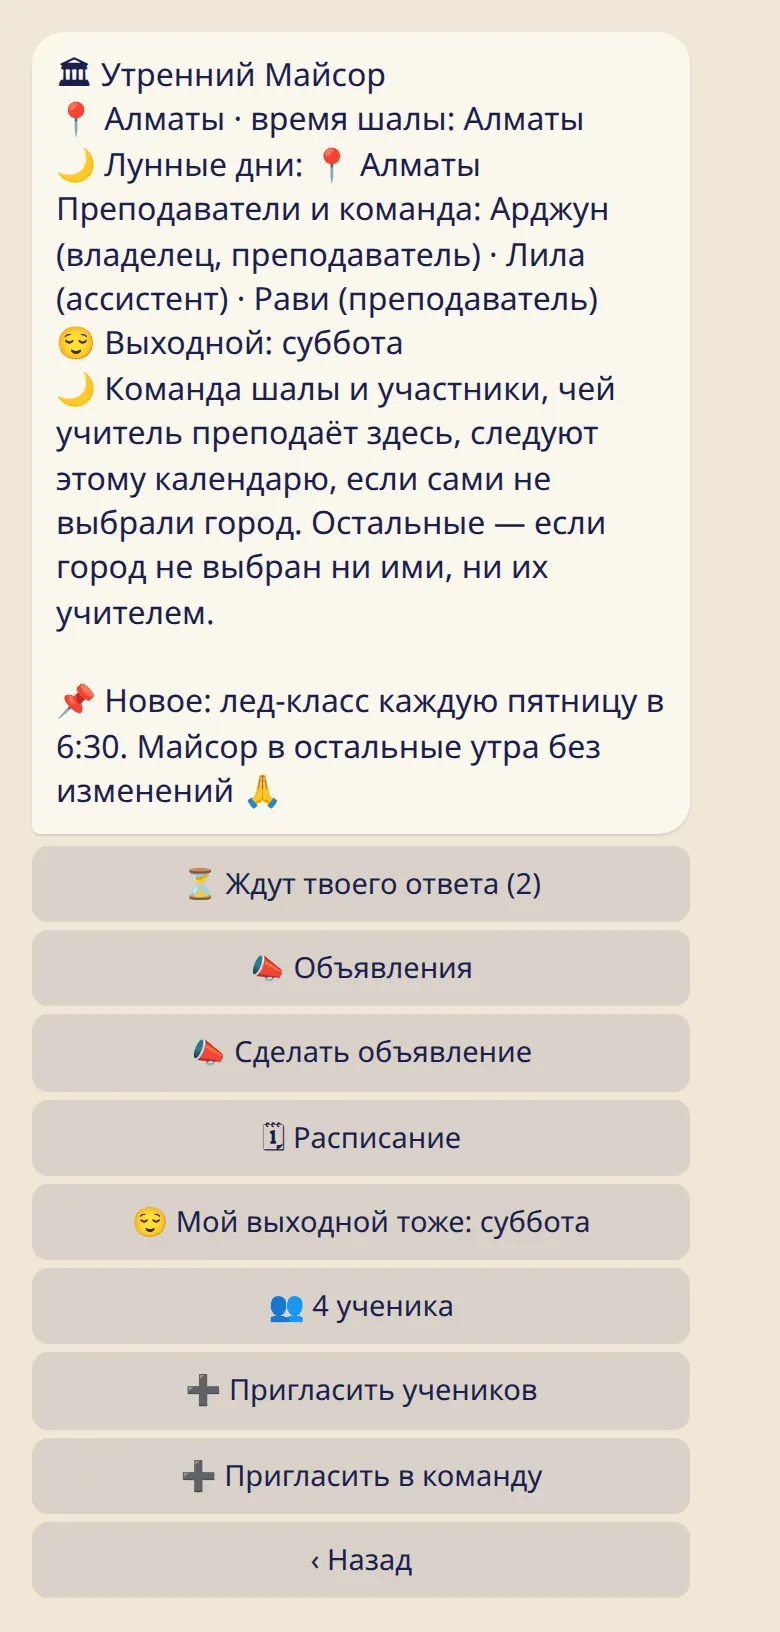 🏛 Утренний Майсор
📍 Алматы · время шалы: Алматы
🌙 Лунные дни: 📍 Алматы
Преподаватели и команда: Арджун
(владелец, преподаватель) · Лила
(ассистент) · Рави (преподаватель)
😌 Выходной: суббота
🌙 Команда шалы и участники, чей
учитель преподаёт здесь, следуют
этому календарю, если сами не
выбрали город. Остальные — если
город не выбран ни ими, ни их
учителем.
📌 Новое: лед-класс каждую пятницу в
6:30. Майсор в остальные утра без
изменений 🙏
⏳ Ждут твоего ответа (2)
📣 Объявления
📣 Сделать объявление
🗓 Расписание
😌 Мой выходной тоже: суббота
👥 4 ученика
➕ Пригласить учеников
➕ Пригласить в команду
‹ Назад